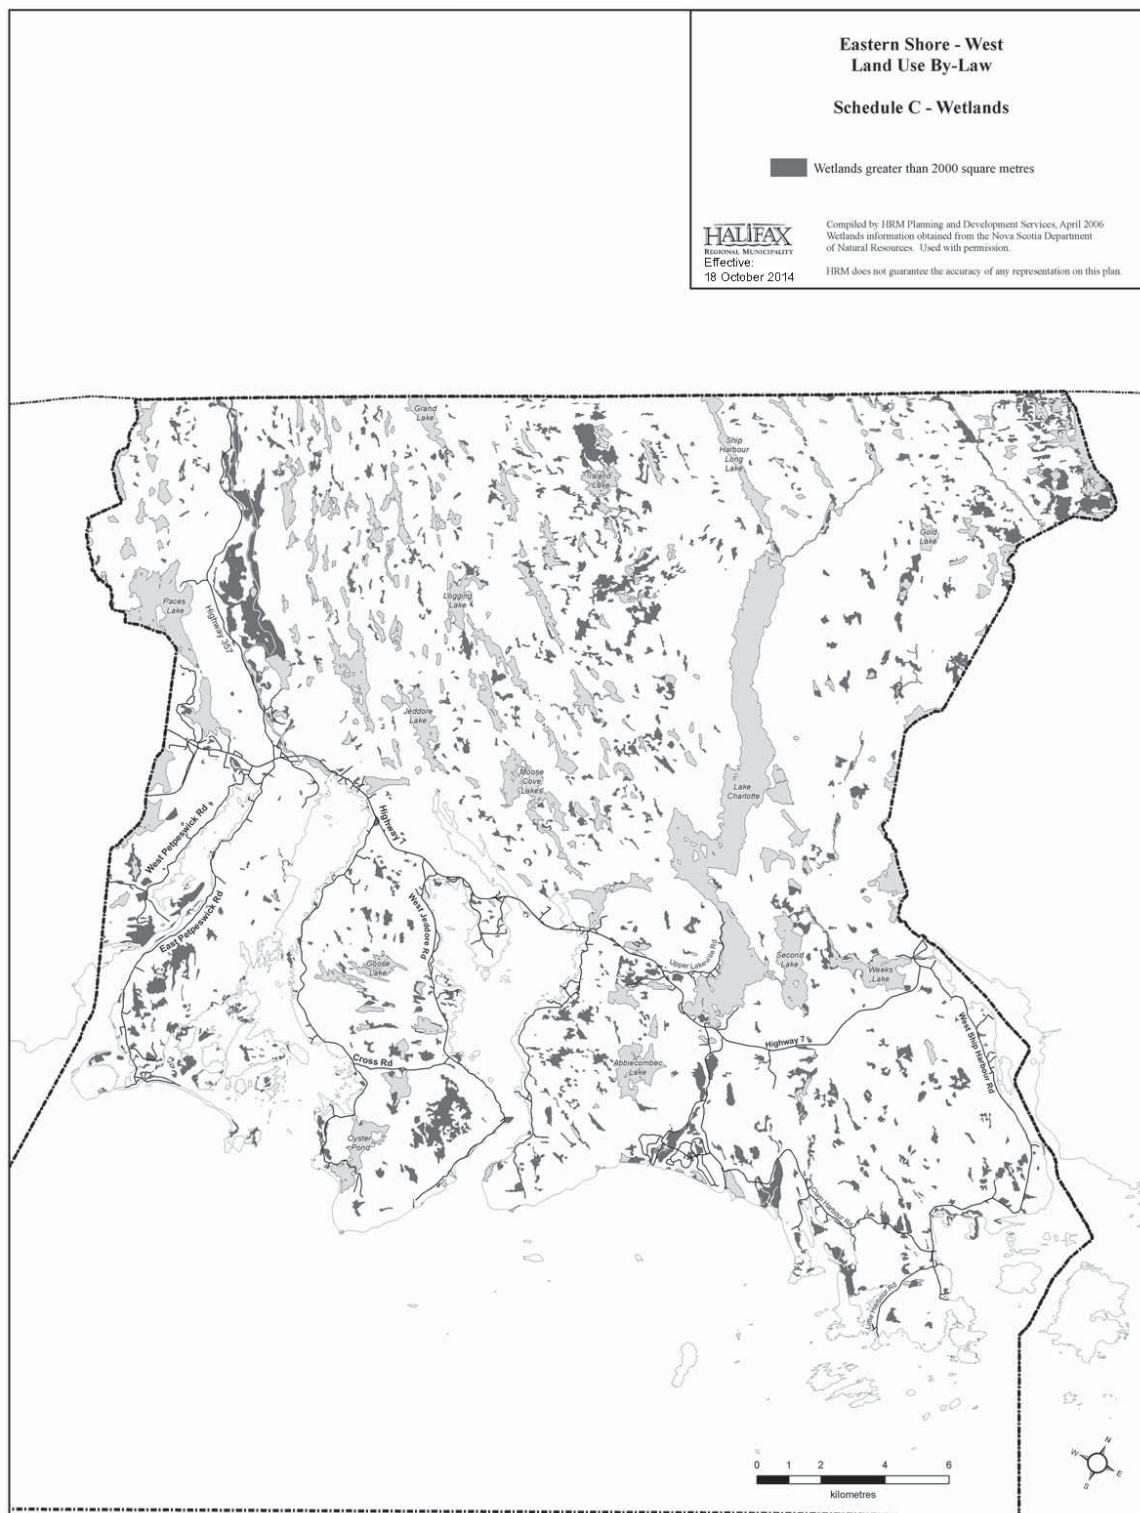 Eastern Shore - West
Land Use By-Law
Schedule C - Wetlands
Wetlands greater than 2000 square metres
HALIFAX
REGIONAL MUNICIPALITY
Effective:
18 October 2014
Compiled by HRM Planning and Development Services, April 2006
Wetlands information obtained from the Nova Scotia Department
of Natural Resources. Used with permission.
HRM does not guarantee the accuracy of any representation on this plan.
Grand
Lake
Ship
Harbour
Long
Lake
Island
Lake
Gold
Lake
Paces
Lake
Logging
Lake
Highway 357
Jeddore
Lake
Moose
Cove
Lakes
Lake
Charlotte
Highway 7
West Petpeswick Rd
East Petpeswick Rd
West Jeddore Rd
Goose
Lake
Upper Lakeville Rd
Second
Lake
Weeks
Lake
Highway 7
West Ship Harbour Rd
Cross Rd
Abbiecombec
Lake
Oyster
Pond
Clam Harbour Rd
Little Harbour Rd
N
W
E
S
0 1 2 4 6
kilometres